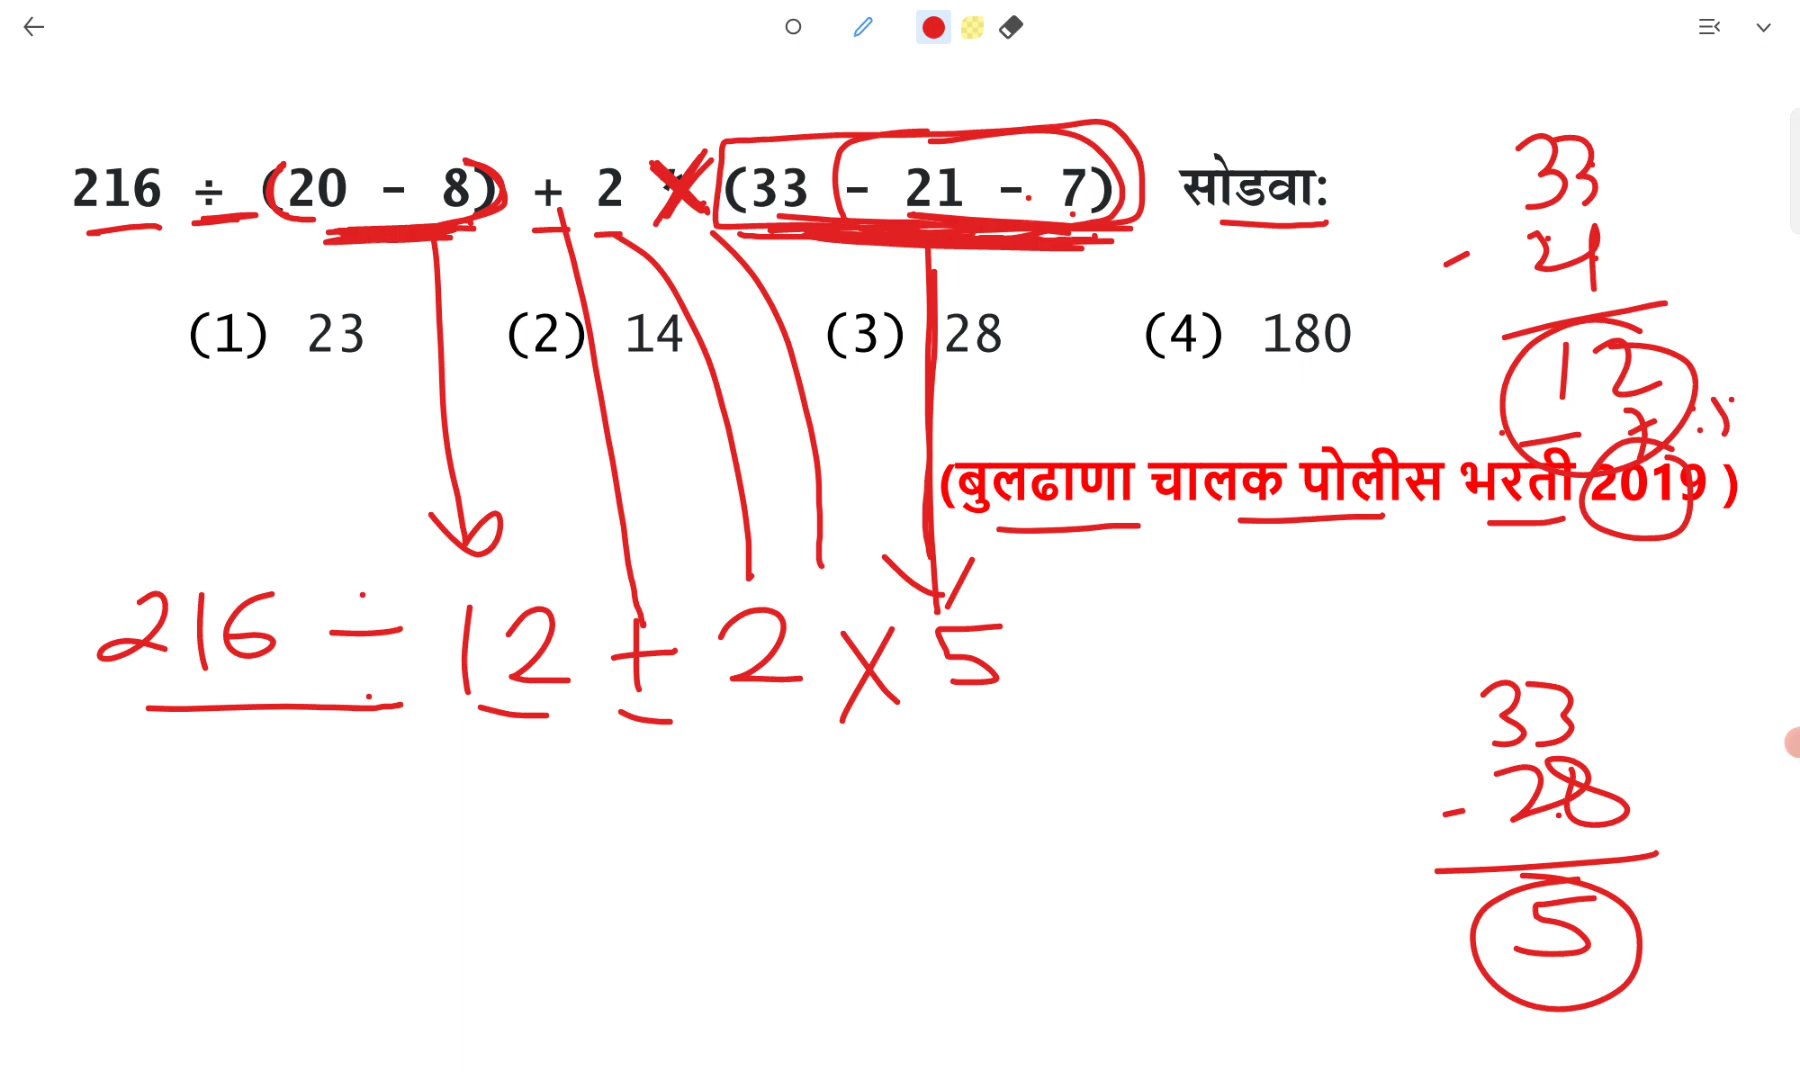 216 ÷ (20 - 8) + 2 × (33 - 21 - 7) सोडवा:
(1) 23 (2) 14 (3) 28 (4) 180
(बुलढाणा चालक पोलीस भरती 2019 )
216 ÷ 12 + 2 × 5
33
- 21
12
- 7
33
- 28
5